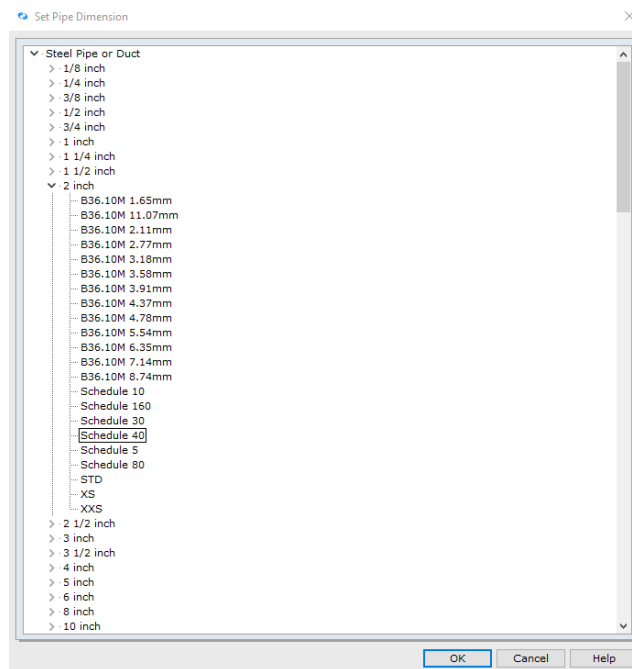 Set Pipe Dimension
Steel Pipe or Duct
1/8 inch
1/4 inch
3/8 inch
1/2 inch
3/4 inch
1 inch
1 1/4 inch
1 1/2 inch
2 inch
B36.10M 1.65mm
B36.10M 11.07mm
B36.10M 2.11mm
B36.10M 2.77mm
B36.10M 3.18mm
B36.10M 3.58mm
B36.10M 3.91mm
B36.10M 4.37mm
B36.10M 4.78mm
B36.10M 5.54mm
B36.10M 6.35mm
B36.10M 7.14mm
B36.10M 8.74mm
Schedule 10
Schedule 160
Schedule 30
Schedule 40
Schedule 5
Schedule 80
STD
XS
XXS
2 1/2 inch
3 inch
3 1/2 inch
4 inch
5 inch
6 inch
8 inch
10 inch
OK Cancel Help